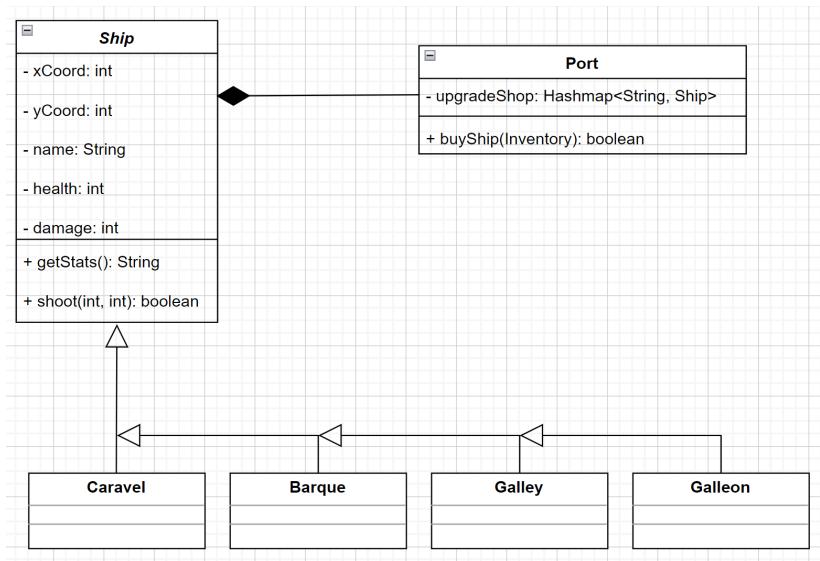 Ship
- xCoord: int
- yCoord: int
- name: String
- health: int
- damage: int
+ getStats(): String
+ shoot(int, int): boolean
Port
- upgradeShop: Hashmap<String, Ship>
+ buyShip(Inventory): boolean
Caravel
Barque
Galley
Galleon